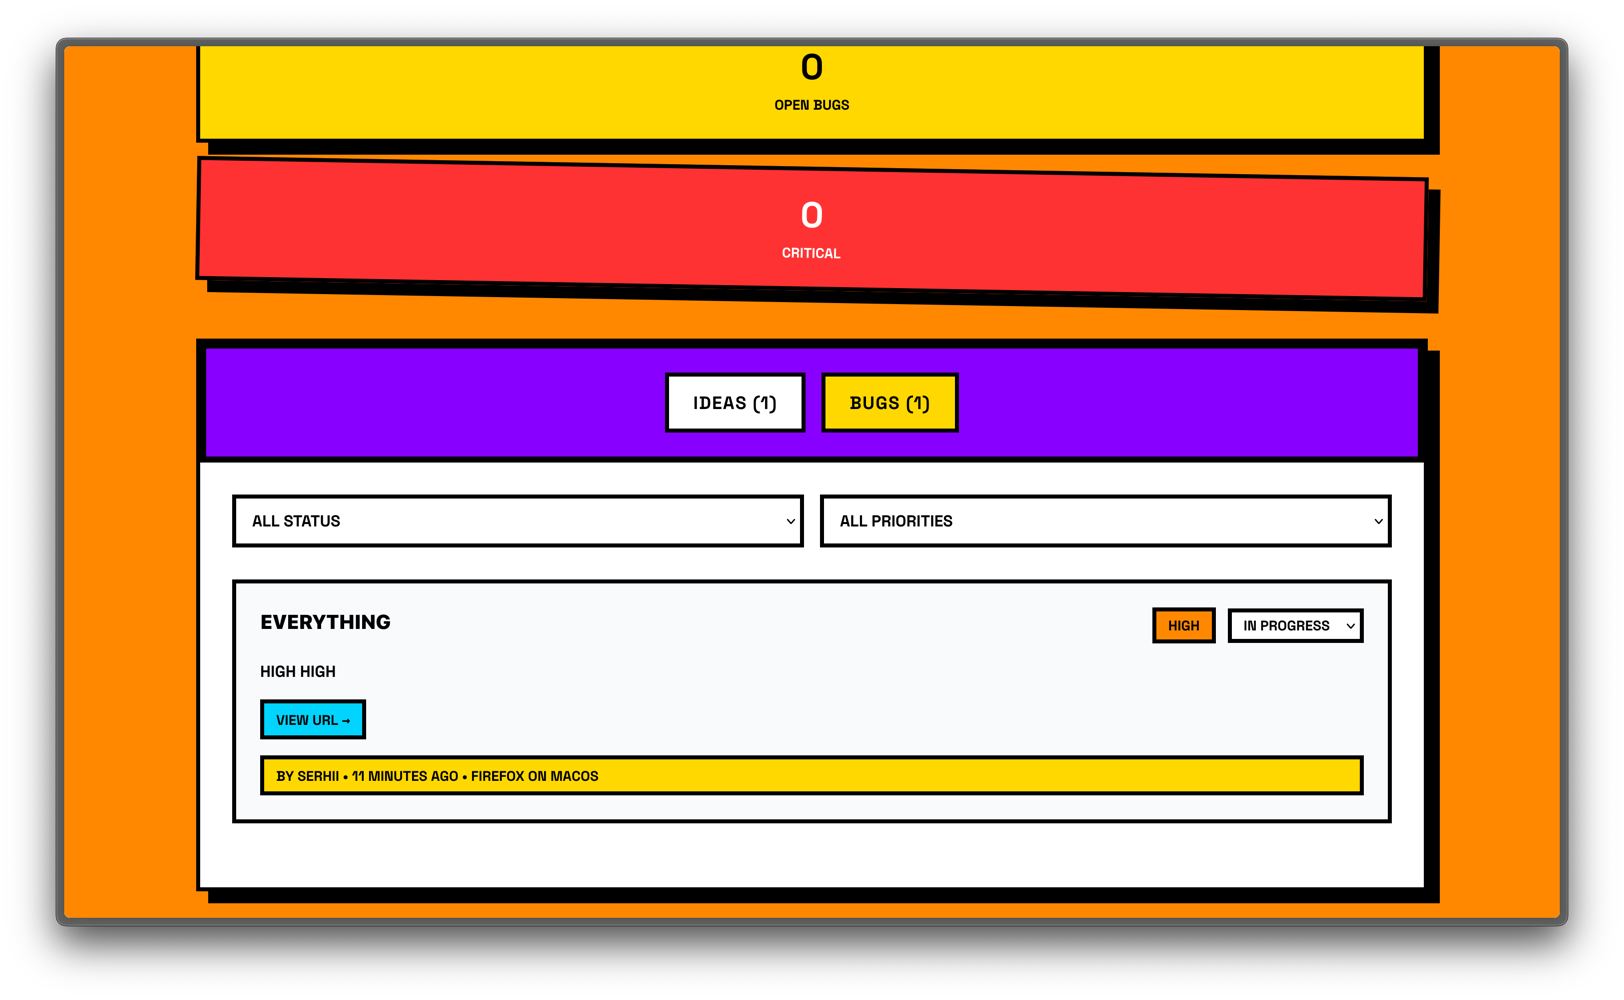 0
OPEN BUGS
0
CRITICAL
IDEAS (1) BUGS (1)
ALL STATUS ALL PRIORITIES
EVERYTHING HIGH IN PROGRESS
HIGH HIGH
VIEW URL →
BY SERHII • 11 MINUTES AGO • FIREFOX ON MACOS